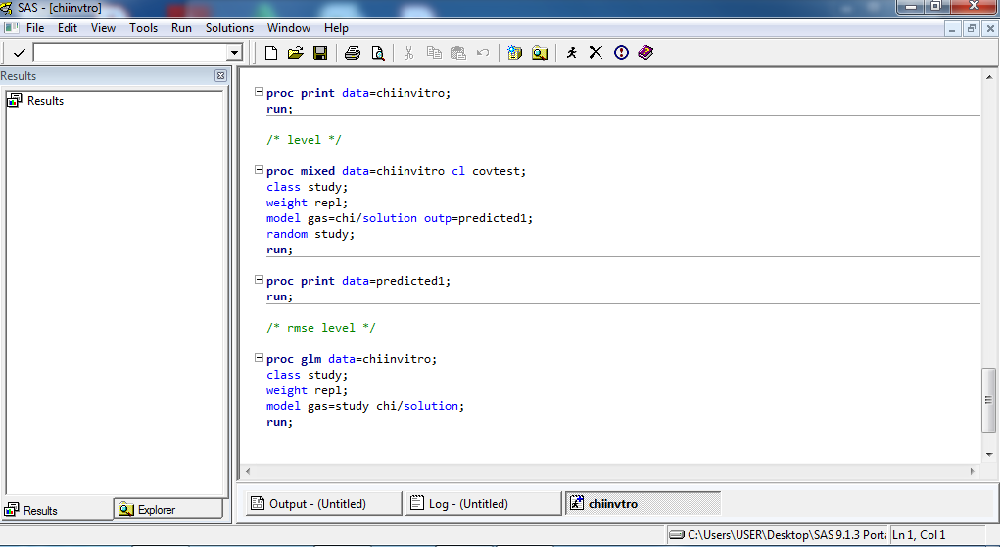 SAS - [chiinvtro]
File Edit View Tools Run Solutions Window Help
Results
Results
proc print data=chiinvitro;
run;
/* level */
proc mixed data=chiinvitro cl covtest;
class study;
weight repl;
model gas=chi/solution outp=predicted1;
random study;
run;
proc print data=predicted1;
run;
/* rmse level */
proc glm data=chiinvitro;
class study;
weight repl;
model gas=study chi/solution;
run;
Results Explorer
Output - (Untitled) Log - (Untitled) chiinvtro
C:\Users\USER\Desktop\SAS 9.1.3 Porta Ln 1, Col 1